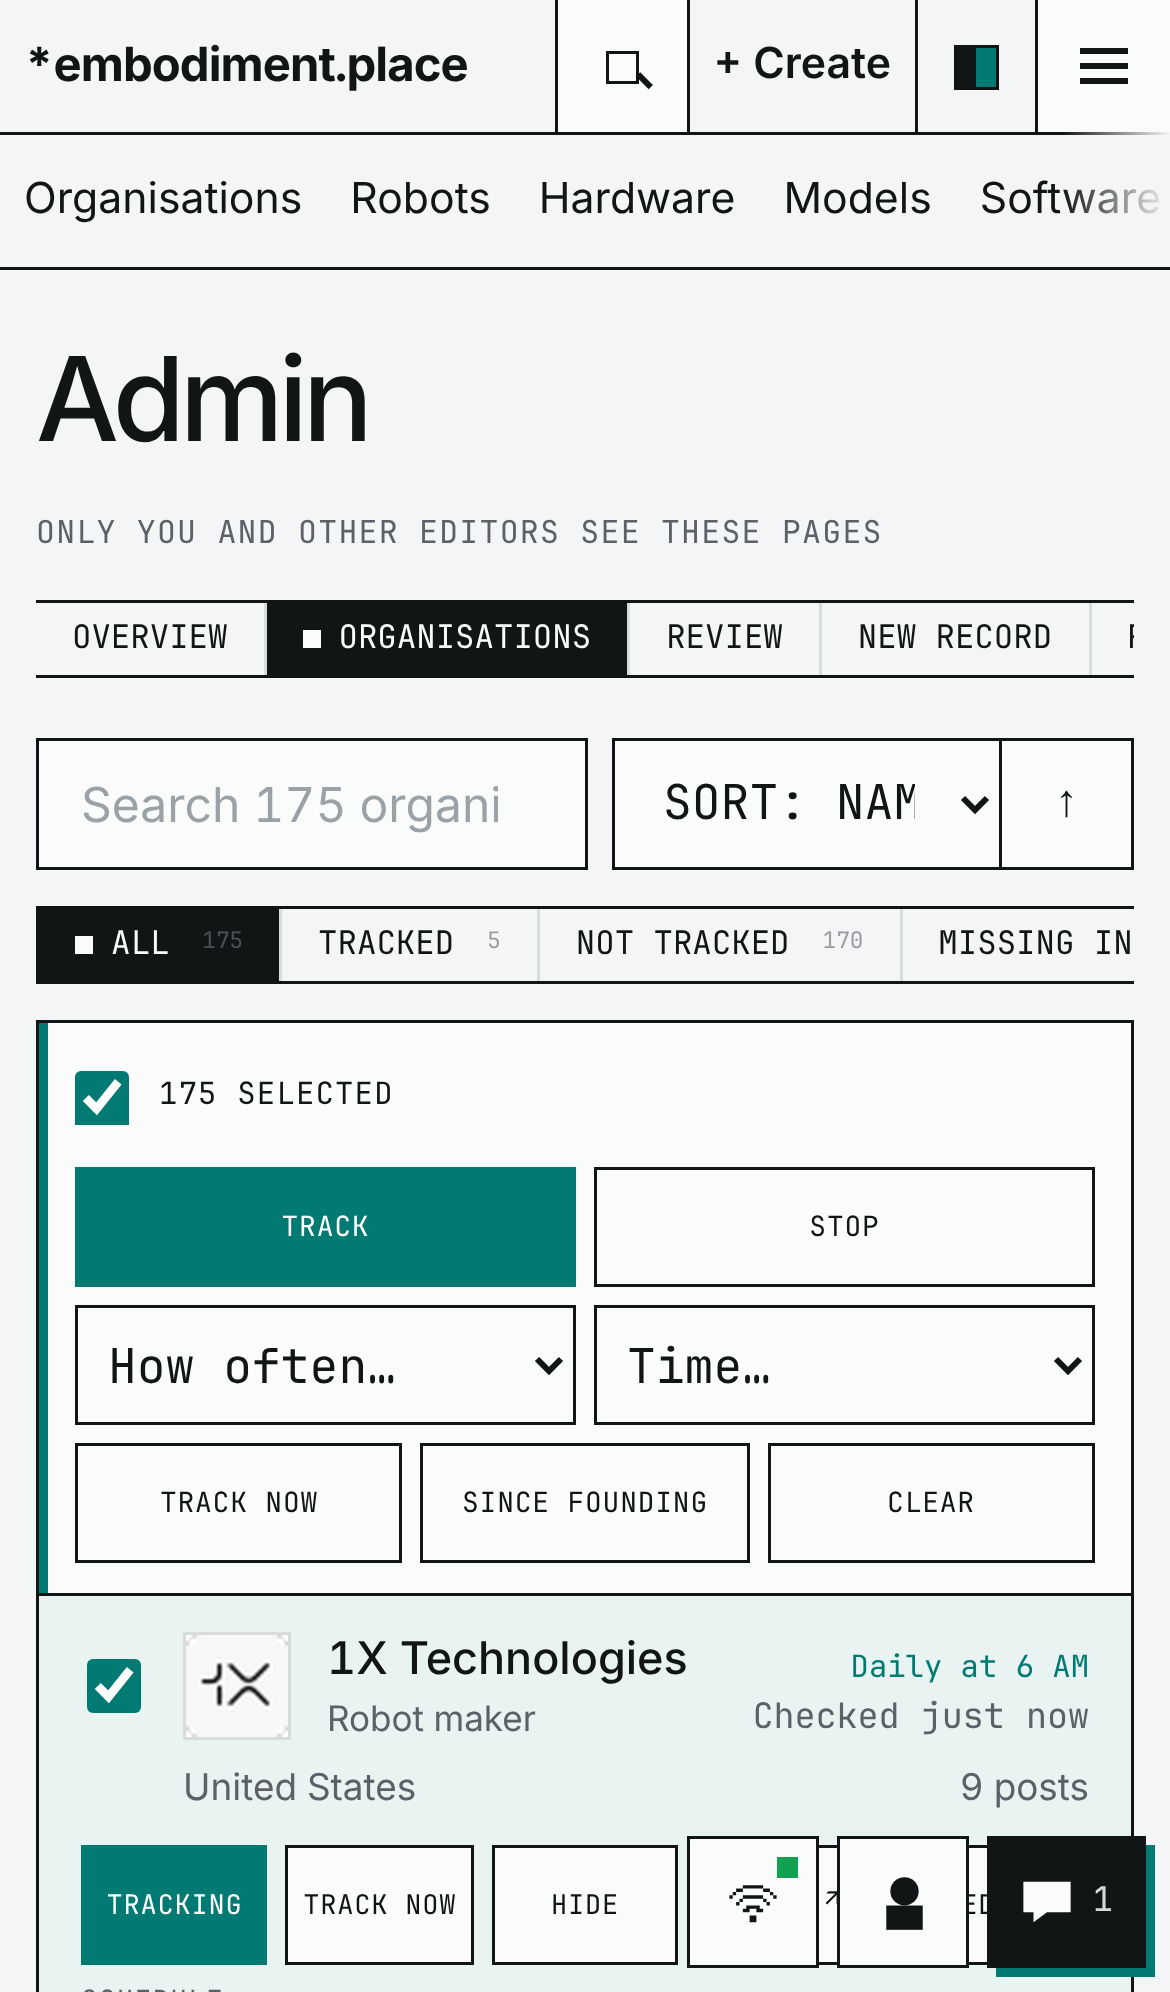 *embodiment.place
+ Create
Organisations Robots Hardware Models Software
Admin
ONLY YOU AND OTHER EDITORS SEE THESE PAGES
OVERVIEW ORGANISATIONS REVIEW NEW RECORD
Search 175 organi
SORT: NAM ↑
ALL 175 TRACKED 5 NOT TRACKED 170 MISSING IN
175 SELECTED
TRACK STOP
How often… Time…
TRACK NOW SINCE FOUNDING CLEAR
1X Technologies
Daily at 6 AM
Robot maker
Checked just now
United States 9 posts
TRACKING TRACK NOW HIDE ↗ ED 1